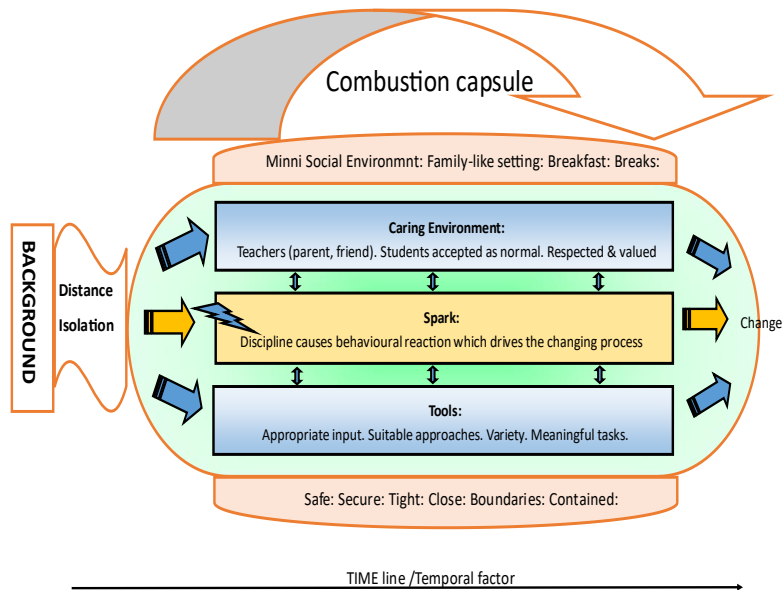 Combustion capsule
Minni Social Environmnt: Family-like setting: Breakfast: Breaks:
BACKGROUND
Distance
Isolation
Caring Environment:
Teachers (parent, friend). Students accepted as normal. Respected & valued
Spark:
Discipline causes behavioural reaction which drives the changing process
Change
Tools:
Appropriate input. Suitable approaches. Variety. Meaningful tasks.
Safe: Secure: Tight: Close: Boundaries: Contained:
TIME line /Temporal factor